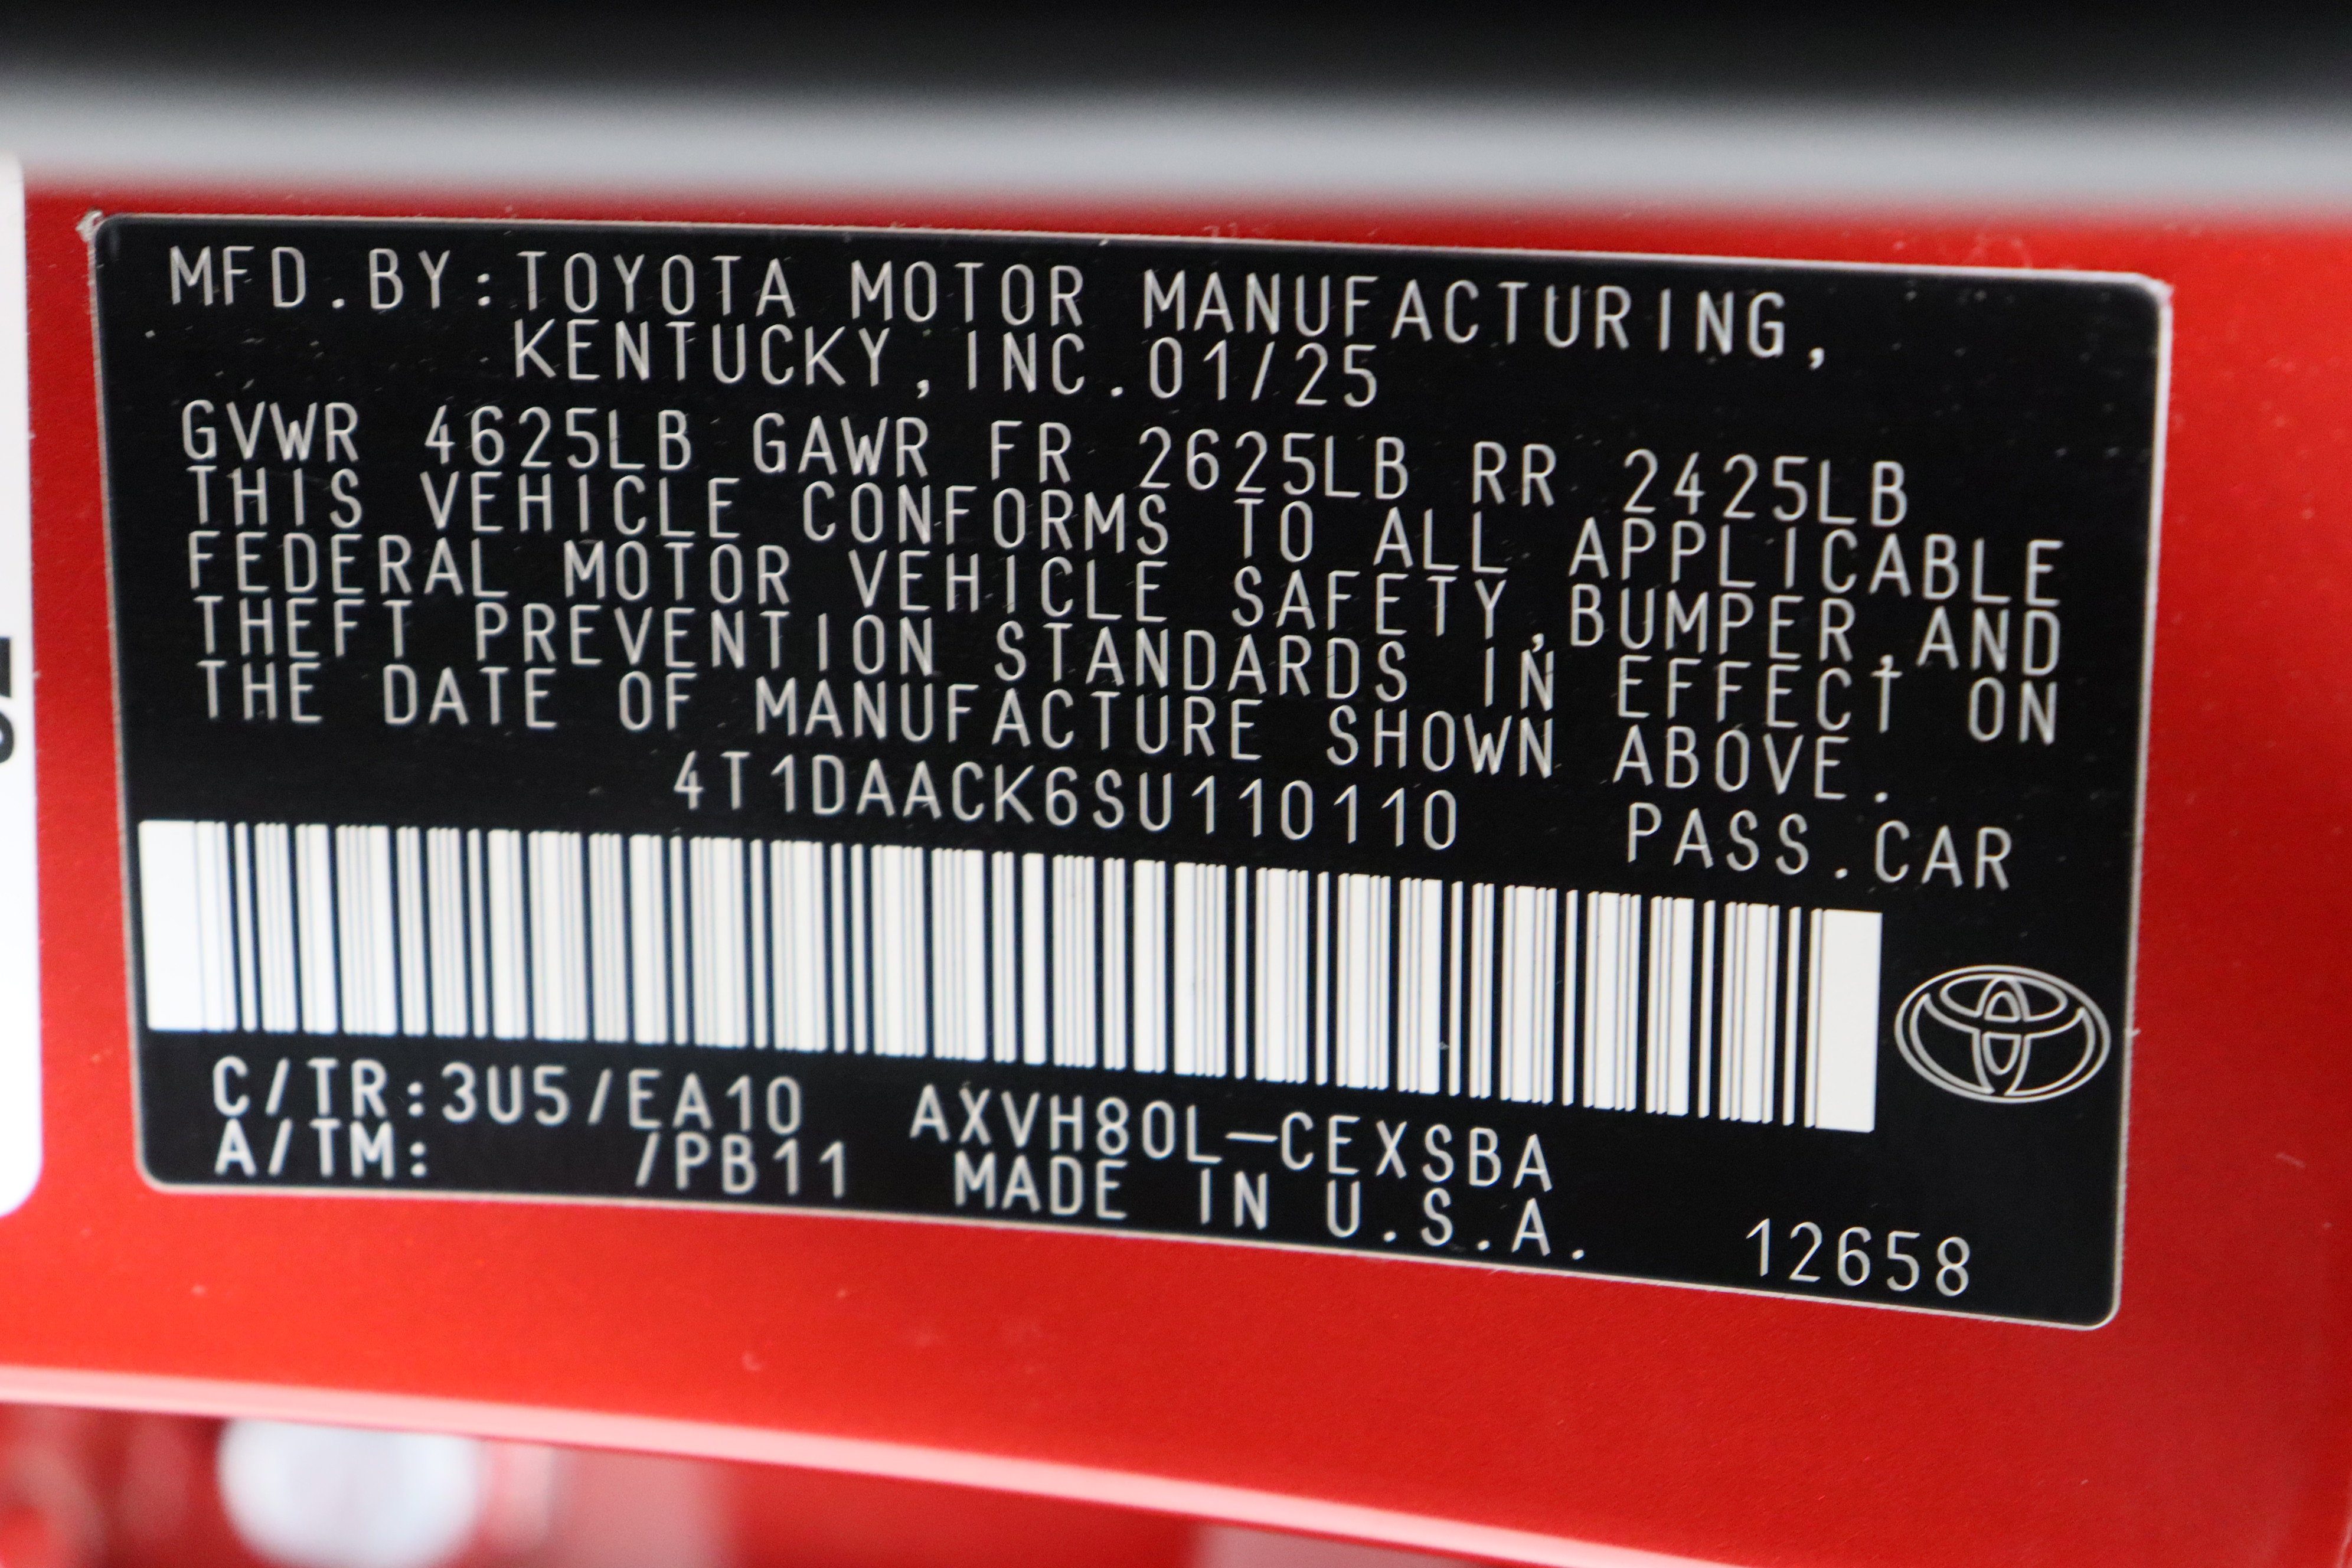 MFD.BY:TOYOTA MOTOR MANUFACTURING,
KENTUCKY,INC.01/25
GVWR 4625LB GAWR FR 2625LB RR 2425LB
THIS VEHICLE CONFORMS TO ALL APPLICABLE
FEDERAL MOTOR VEHICLE SAFETY,BUMPER,AND
THEFT PREVENTION STANDARDS IN EFFECT ON
THE DATE OF MANUFACTURE SHOWN ABOVE.
4T1DAACK6SU110110 PASS.CAR
C/TR:3U5/EA10 AXVH80L-CEXSBA
A/TM: /PB11 MADE IN U.S.A. 12658